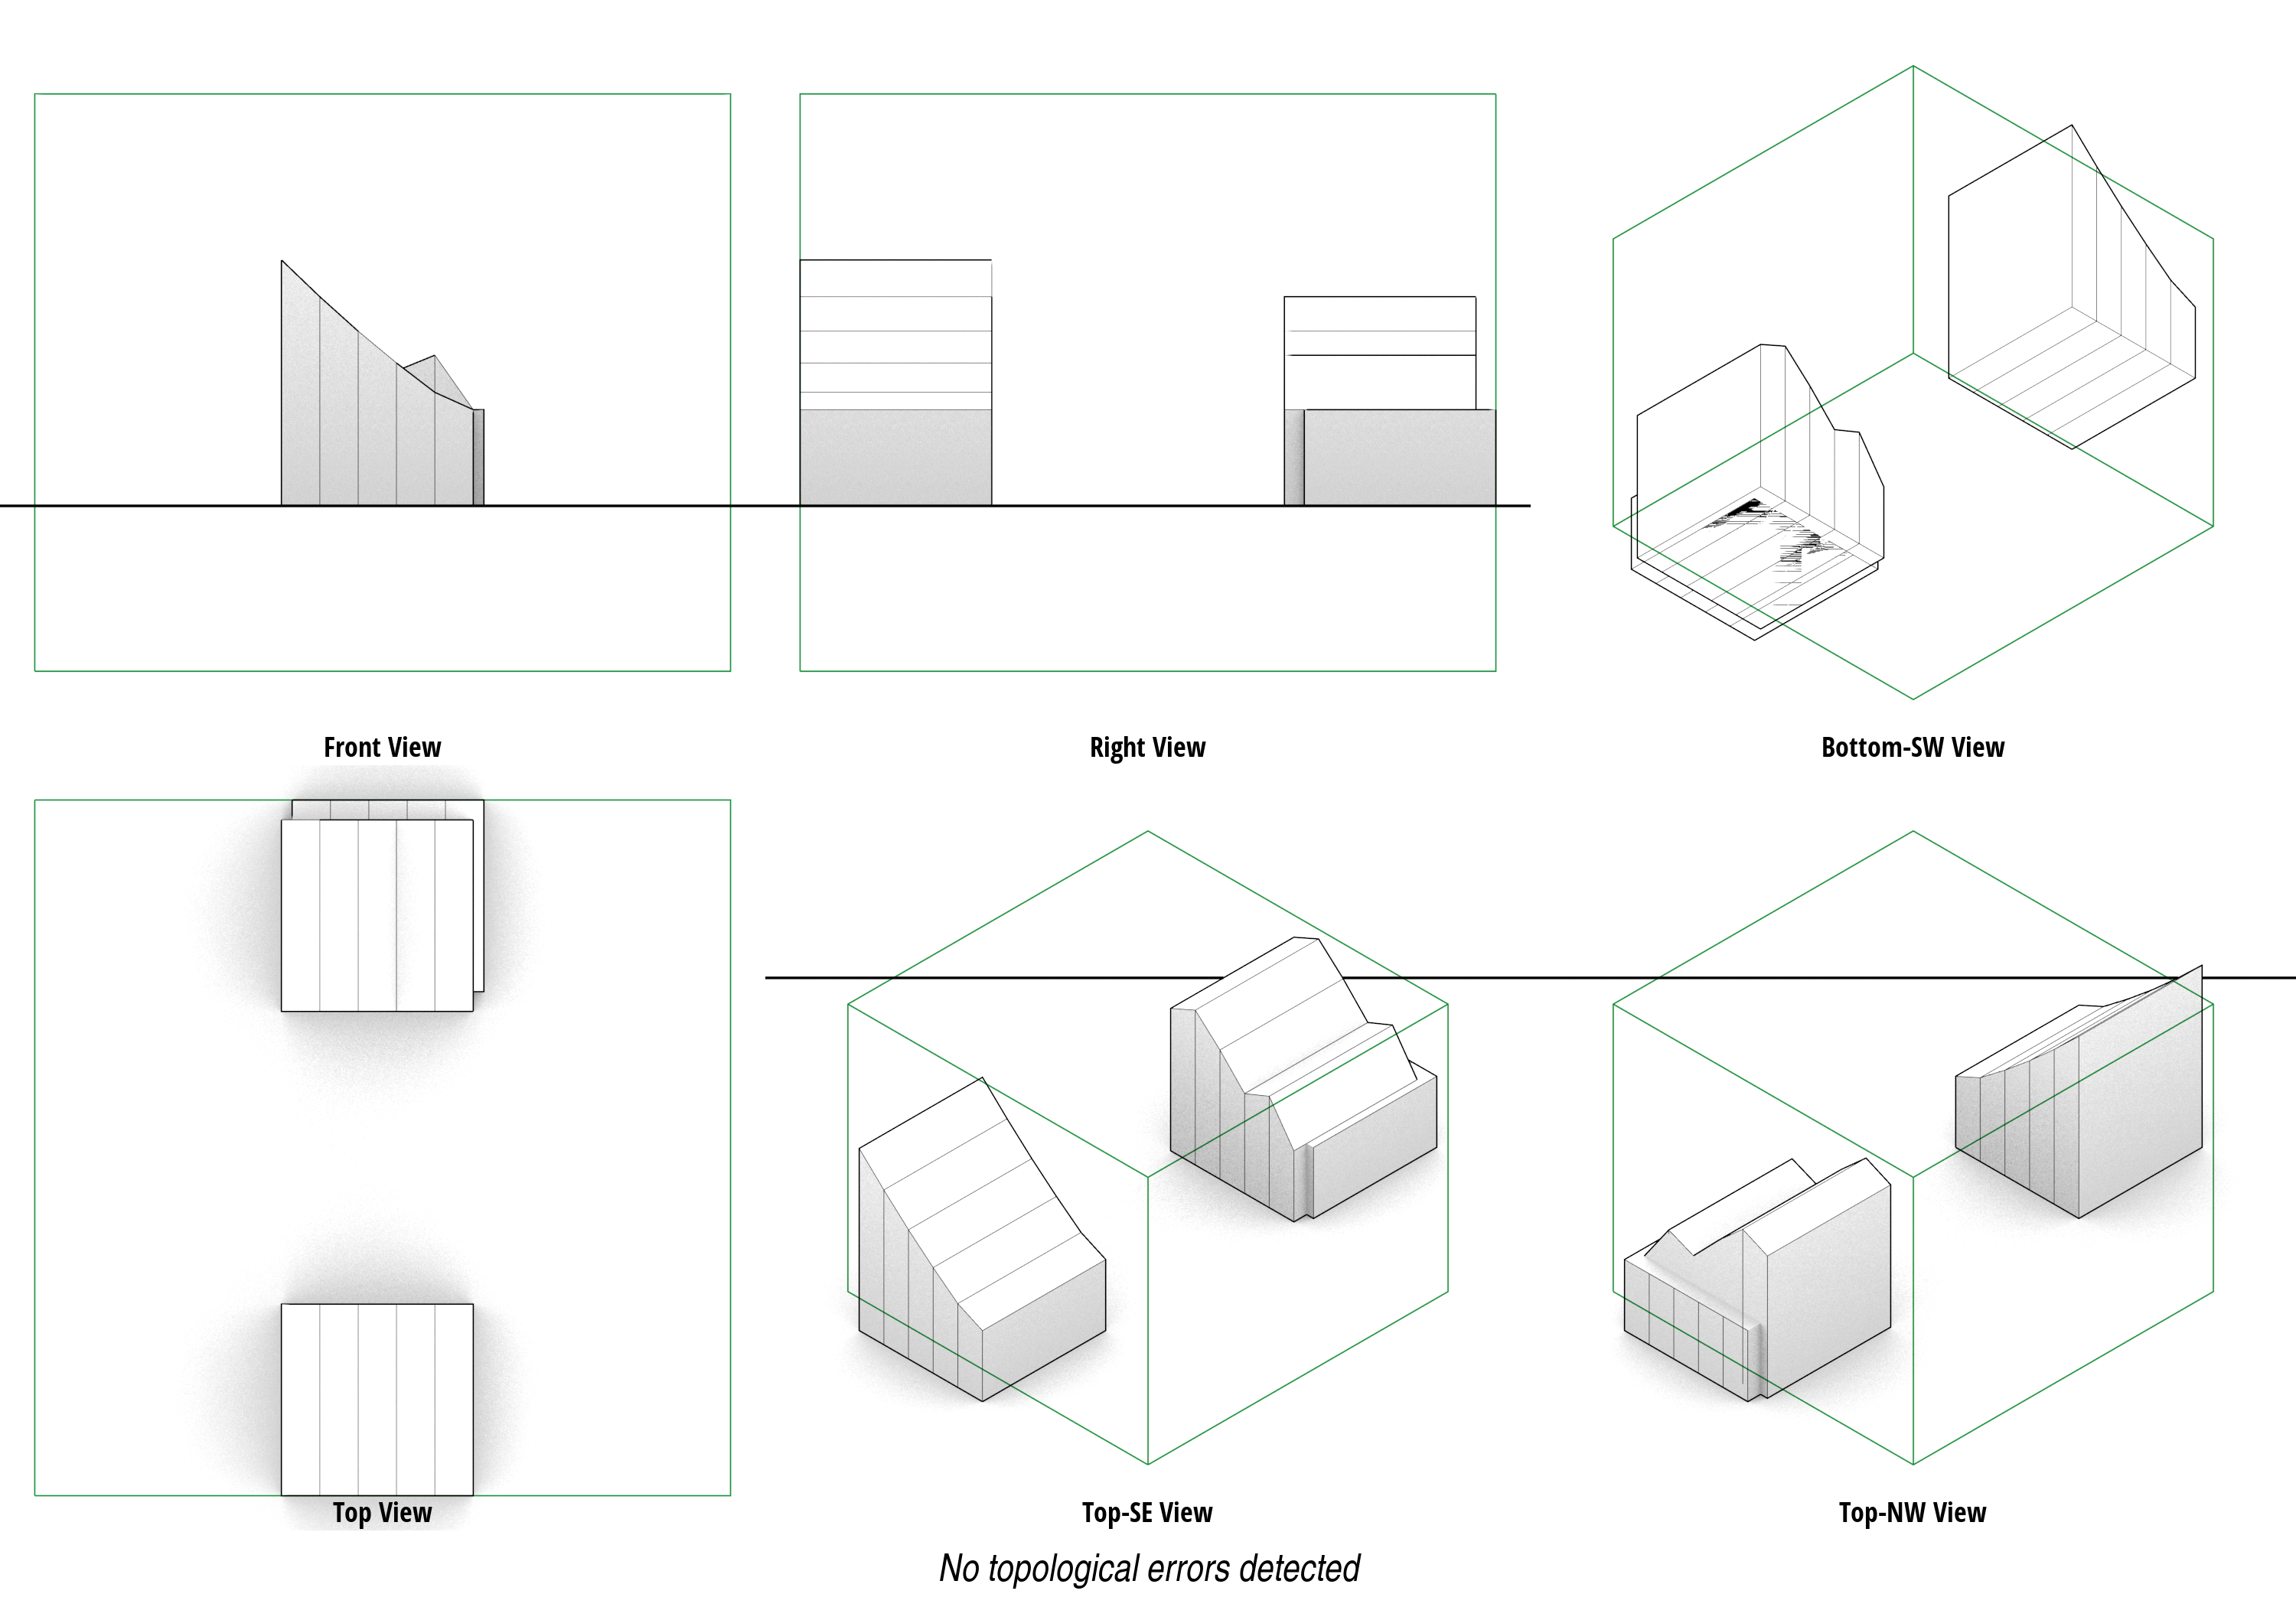 Front View
Right View
Bottom-SW View
Top View
Top-SE View
Top-NW View
No topological errors detected